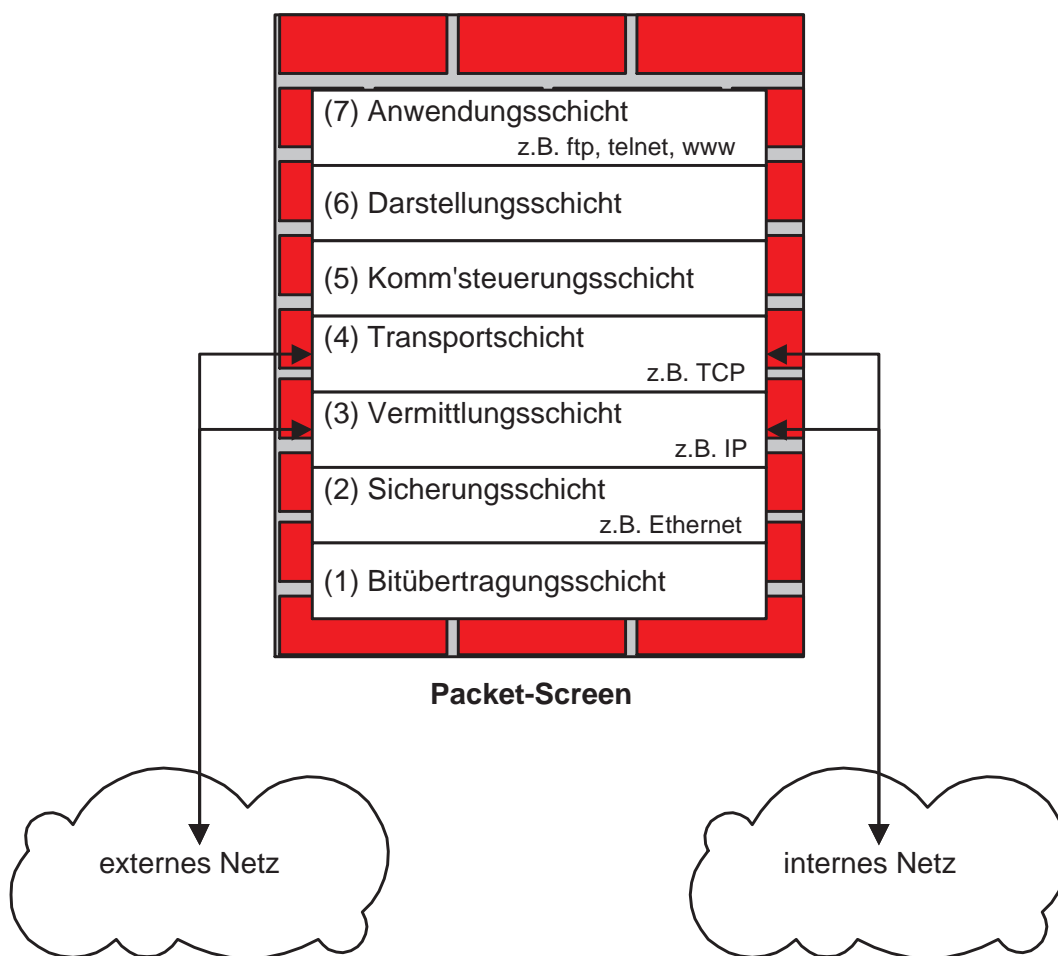 (7) Anwendungsschicht
z.B. ftp, telnet, www
(6) Darstellungsschicht
(5) Komm'steuerungsschicht
(4) Transportschicht
z.B. TCP
(3) Vermittlungsschicht
z.B. IP
(2) Sicherungsschicht
z.B. Ethernet
(1) Bitübertragungsschicht
Packet-Screen
externes Netz
internes Netz